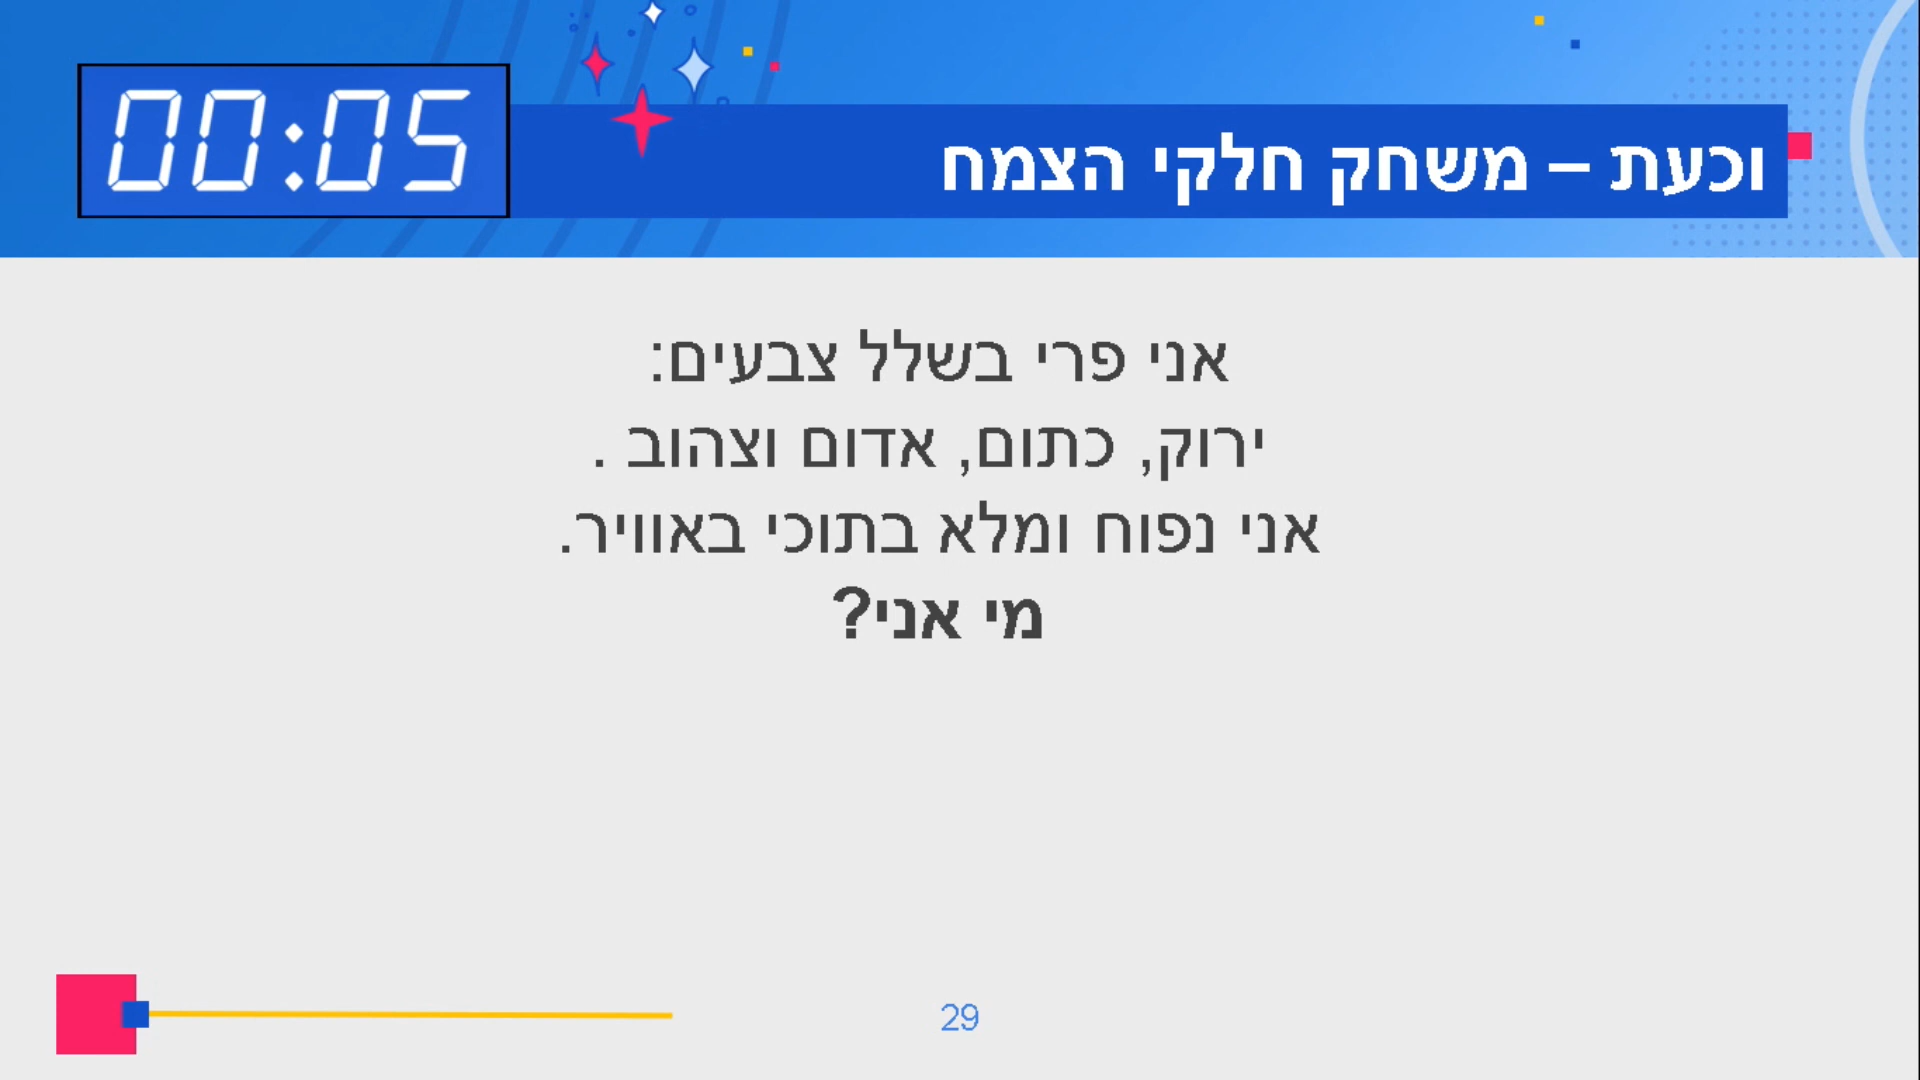 00:05
וכעת – משחק חלקי הצמח
אני פרי בשלל צבעים:
ירוק, כתום, אדום וצהוב .
אני נפוח ומלא בתוכי באוויר.
מי אני?
29